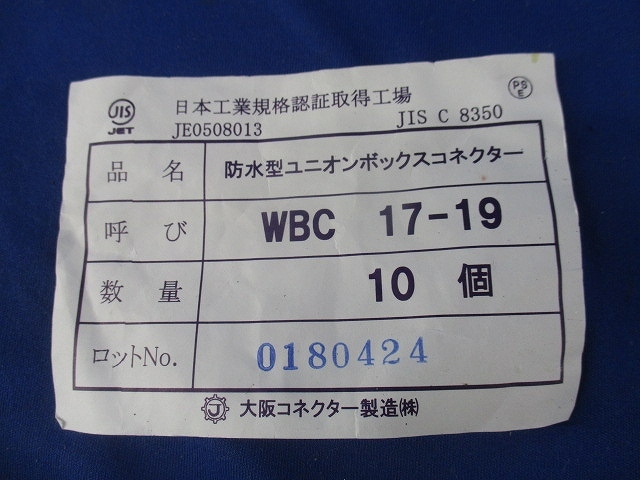 JIS
JET
日本工業規格認証取得工場
JE0508013
JIS C 8350
PS
E
品 名 防水型ユニオンボックスコネクター
呼 び WBC 17-19
数 量 10 個
ロットNo. 0180424
J 大阪コネクター製造㈱